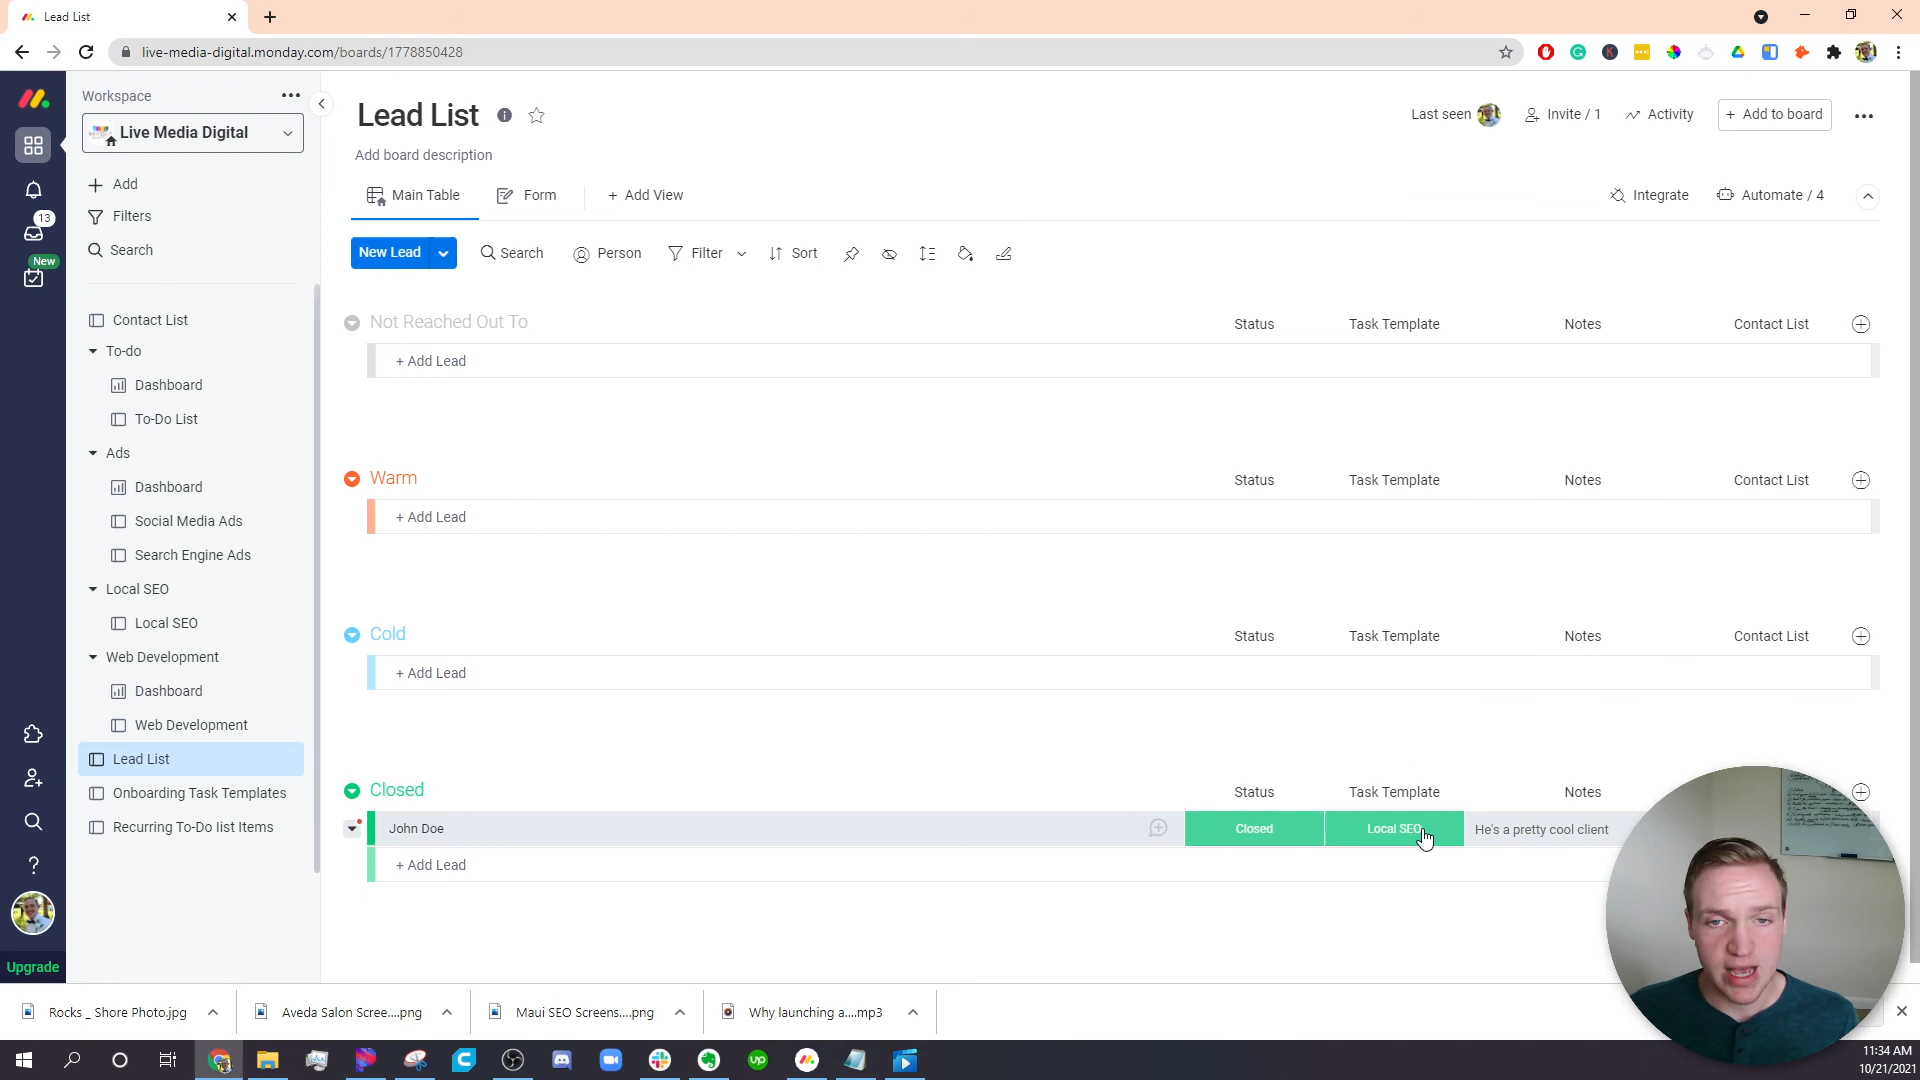 Lead List
live-media-digital.monday.com/boards/1778850428
Workspace
Live Media Digital
Add
Filters
Search
13
New
Contact List
To-do
Dashboard
To-Do List
Ads
Dashboard
Social Media Ads
Search Engine Ads
Local SEO
Local SEO
Web Development
Dashboard
Web Development
Lead List
Onboarding Task Templates
Recurring To-Do list Items
Upgrade
Lead List
Last seen
Invite / 1
Activity
+ Add to board
Add board description
Main Table
Form
+ Add View
Integrate
Automate / 4
New Lead
Search
Person
Filter
Sort
Not Reached Out To
Status
Task Template
Notes
Contact List
+ Add Lead
Warm
Status
Task Template
Notes
Contact List
+ Add Lead
Cold
Status
Task Template
Notes
Contact List
+ Add Lead
Closed
Status
Task Template
Notes
John Doe
Closed
Local SEO
He's a pretty cool client
+ Add Lead
Rocks _ Shore Photo.jpg
Aveda Salon Scree....png
Maui SEO Screens....png
Why launching a....mp3
11:34 AM
10/21/2021